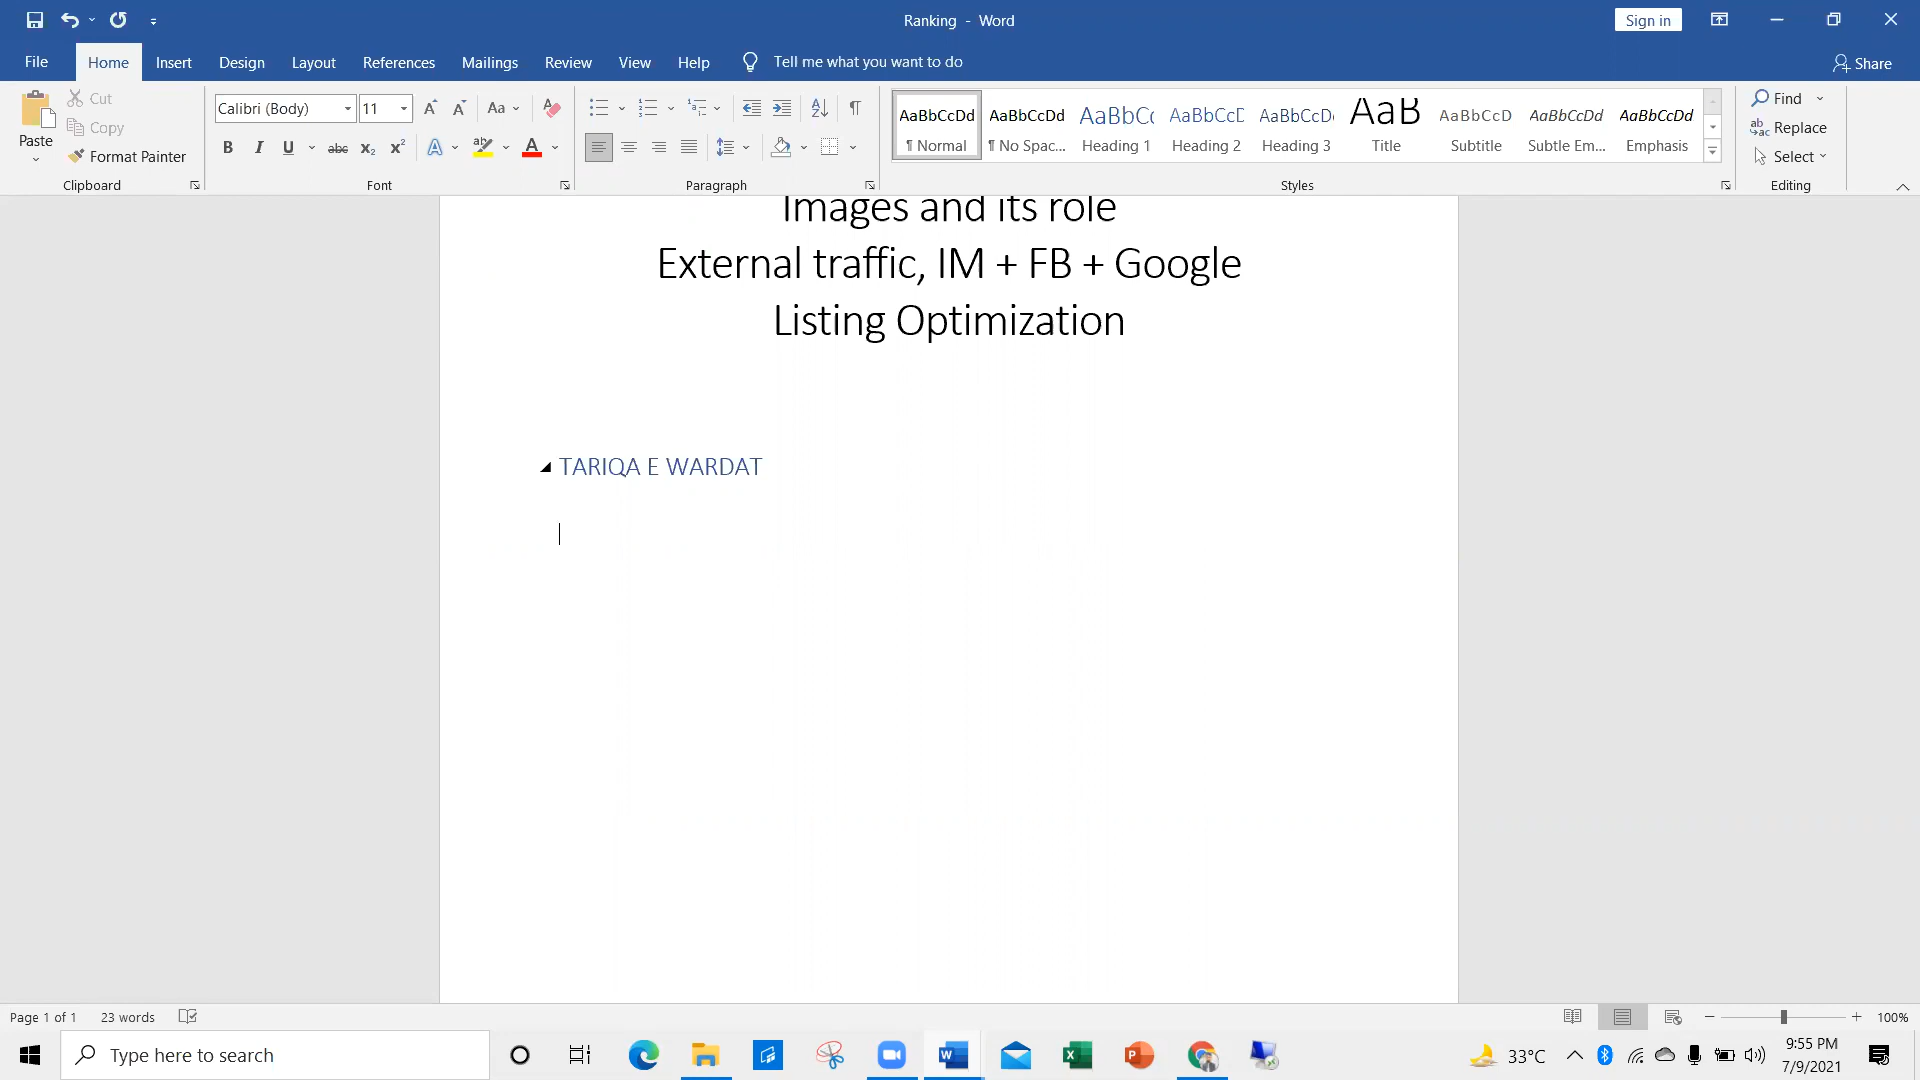 Ranking - Word
Sign in
File Home Insert Design Layout References Mailings Review View Help Tell me what you want to do Share
Paste
Cut
Copy
Format Painter
Clipboard
Calibri (Body) 11
Font
Paragraph
AaBbCcDd AaBbCcDd AaBbCc AaBbCcD AaBbCcD AaB AaBbCcD AaBbCcDd AaBbCcDd
¶ Normal ¶ No Spac... Heading 1 Heading 2 Heading 3 Title Subtitle Subtle Em... Emphasis
Styles
Find
Replace
Select
Editing
Images and its role
External traffic, IM + FB + Google
Listing Optimization
TARIQA E WARDAT
Page 1 of 1 23 words 100%
Type here to search
33°C
9:55 PM
7/9/2021